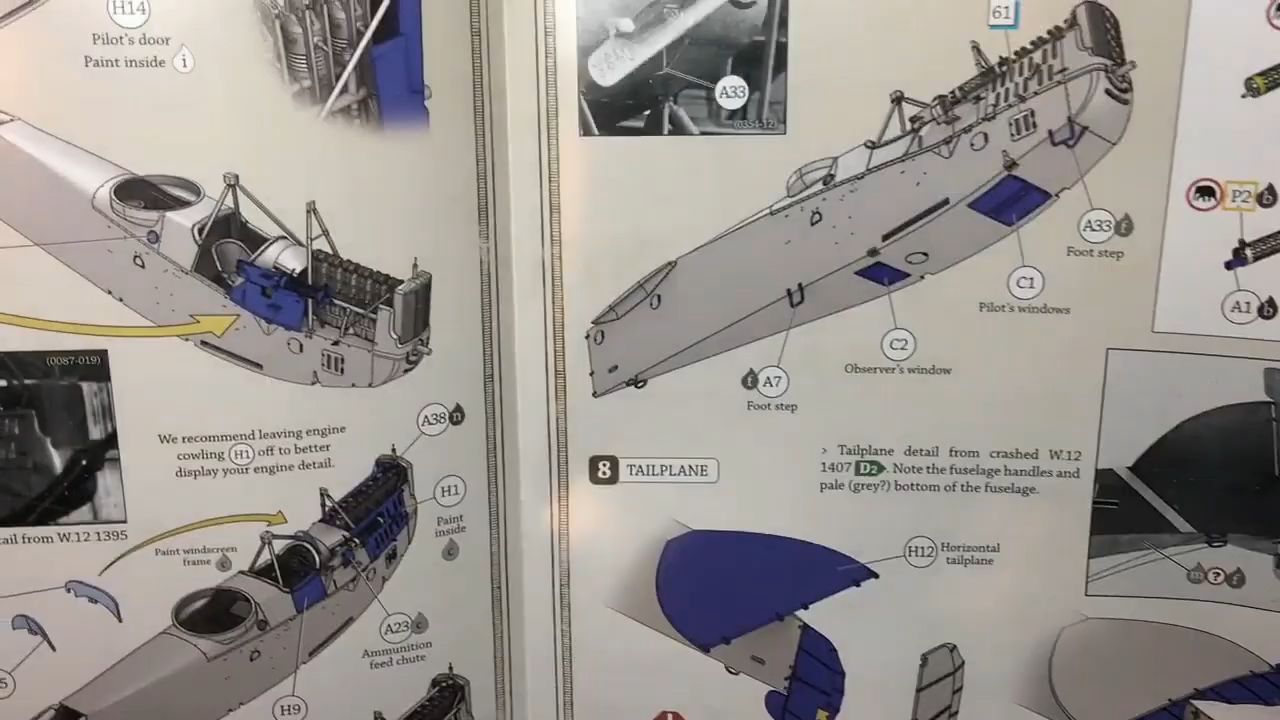 H14
Pilot's door
Paint inside i
(0087-019)
We recommend leaving engine
cowling H1 off to better
display your engine detail.
A38 n
H1
Paint
inside
c
tail from W.12 1395
Paint windscreen
frame c
A23 c
Ammunition
feed chute
H9
A33
(0354-12)
61
A33 f
Foot step
C1
Pilot's windows
C2
Observer's window
f A7
Foot step
8 TAILPLANE
› Tailplane detail from crashed W.12
1407 D2. Note the fuselage handles and
pale (grey?) bottom of the fuselage.
H12 Horizontal
tailplane
P2 b
A1 b
m ? f